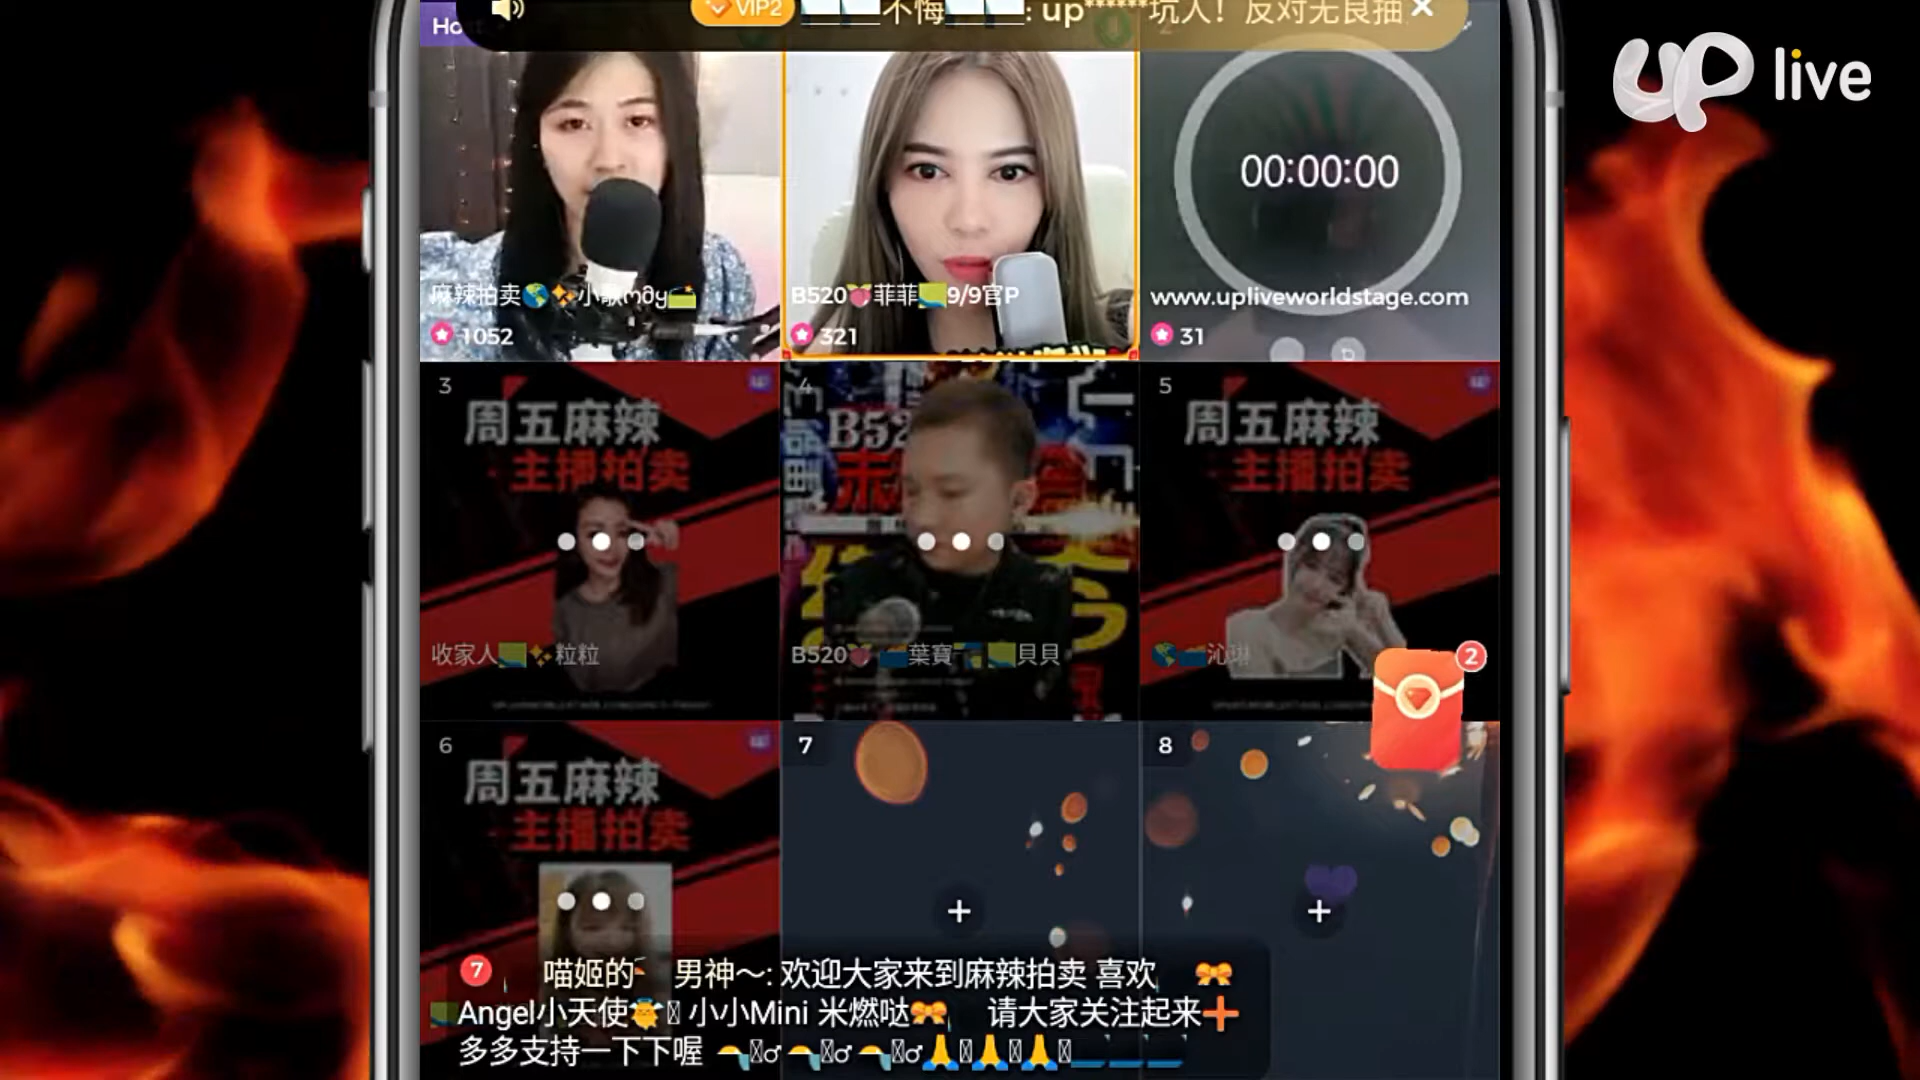 VIP2 不悔: up******坑人！反对无良抽
up live
麻辣拍卖🌎✨小歌
1052
B520🍑菲菲 9/9官P
321
00:00:00
www.upliveworldstage.com
31
3
周五麻辣
主播拍卖
收家人 ✨粒粒
4
B520 葉寶 貝貝
5
周五麻辣
主播拍卖
🌎 沁琳
2
6
周五麻辣
主播拍卖
7
8
7 喵姬的 男神～: 欢迎大家来到麻辣拍卖 喜欢
Angel小天使 小小Mini 米燃哒 请大家关注起来
多多支持一下下喔